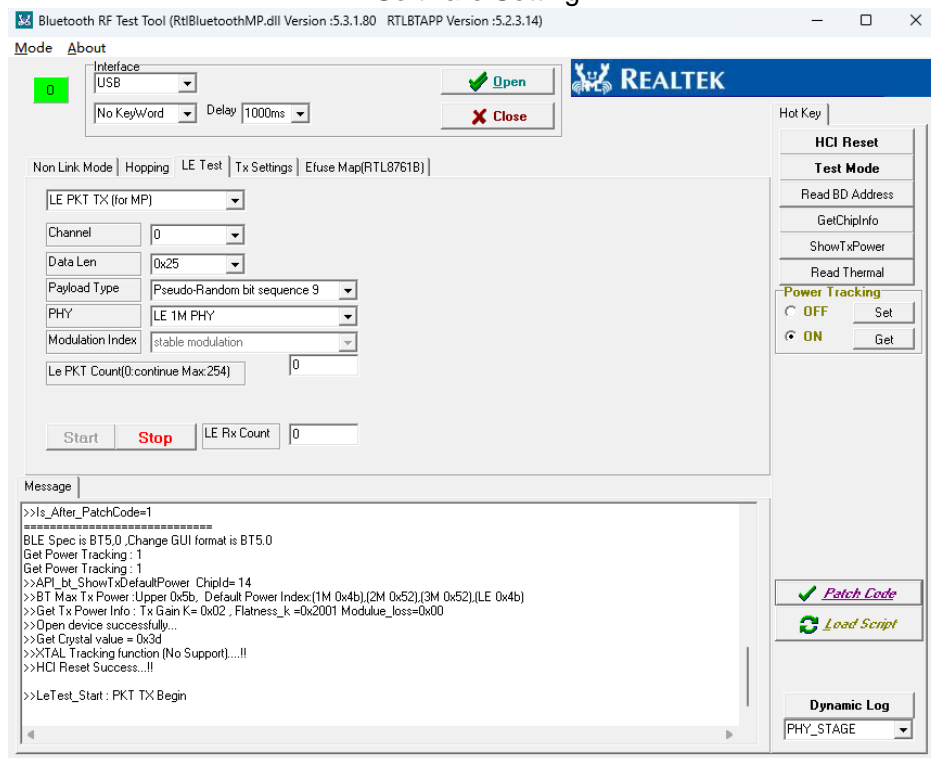 Bluetooth RF Test Tool (RtlBluetoothMP.dll Version :5.3.1.80   RTLBTAPP Version :5.2.3.14)
Mode About
0
Interface
USB
Open
REALTEK
No KeyWord
Delay
1000ms
Close
Hot Key
HCI Reset
Test Mode
Read BD Address
GetChipInfo
ShowTxPower
Read Thermal
Power Tracking
OFF
Set
ON
Get
Non Link Mode
Hopping
LE Test
Tx Settings
Efuse Map(RTL8761B)
LE PKT TX (for MP)
Channel
0
Data Len
0x25
Payload Type
Pseudo-Random bit sequence 9
PHY
LE 1M PHY
Modulation Index
stable modulation
Le PKT Count(0:continue Max:254)
0
Start
Stop
LE Rx Count
0
Message
>>Is_After_PatchCode=1
==============================
BLE Spec is BT5,0 ,Change GUI format is BT5.0
Get Power Tracking : 1
Get Power Tracking : 1
>>API_bt_ShowTxDefaultPower  ChipId= 14
>>BT Max Tx Power :Upper 0x5b,  Default Power Index:(1M 0x4b),(2M 0x52),(3M 0x52),(LE 0x4b)
>>Get Tx Power Info : Tx Gain K= 0x02 , Flatness_k =0x2001 Modulue_loss=0x00
>>Open device successfully...
>>Get Crystal value = 0x3d
>>XTAL Tracking function (No Support)....!!
>>HCI Reset Success...!!
>>LeTest_Start : PKT TX Begin
Patch Code
Load Script
Dynamic Log
PHY_STAGE